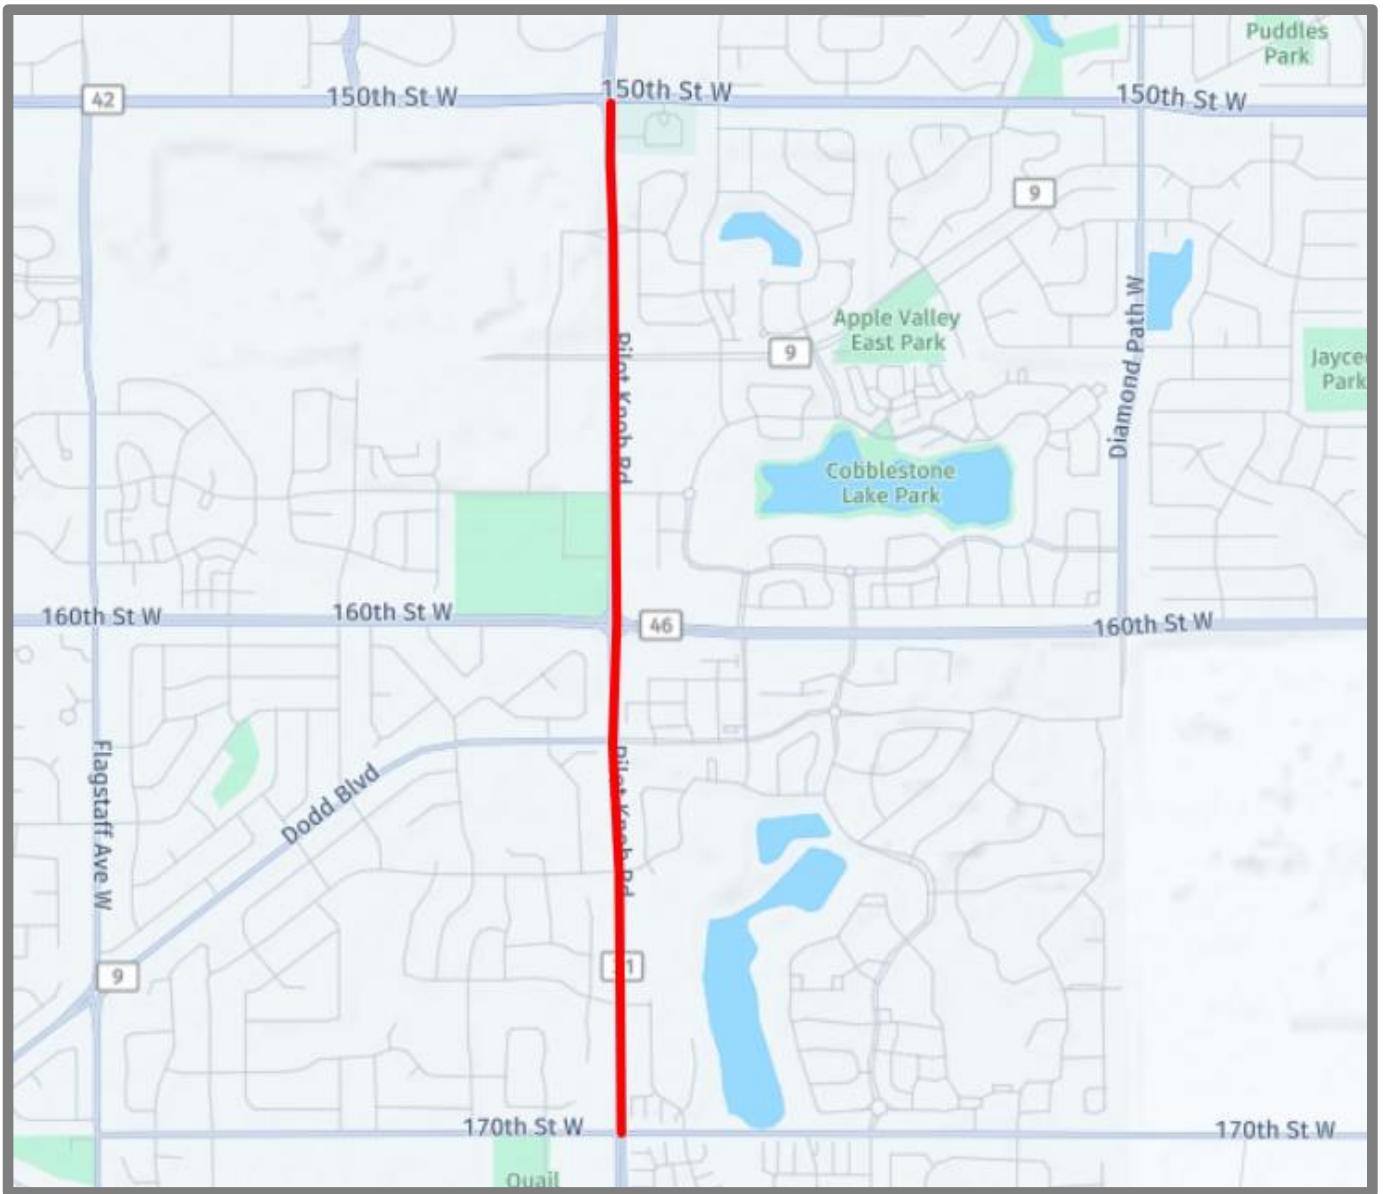 Puddles
Park
42
150th St W
150th St W
150th St W
9
Apple Valley
East Park
9
Pilot Knob Rd
Diamond Path W
Jaycee
Park
Cobblestone
Lake Park
160th St W
160th St W
46
160th St W
Flagstaff Ave W
Dodd Blvd
Pilot Knob Rd
9
170th St W
170th St W
Quail